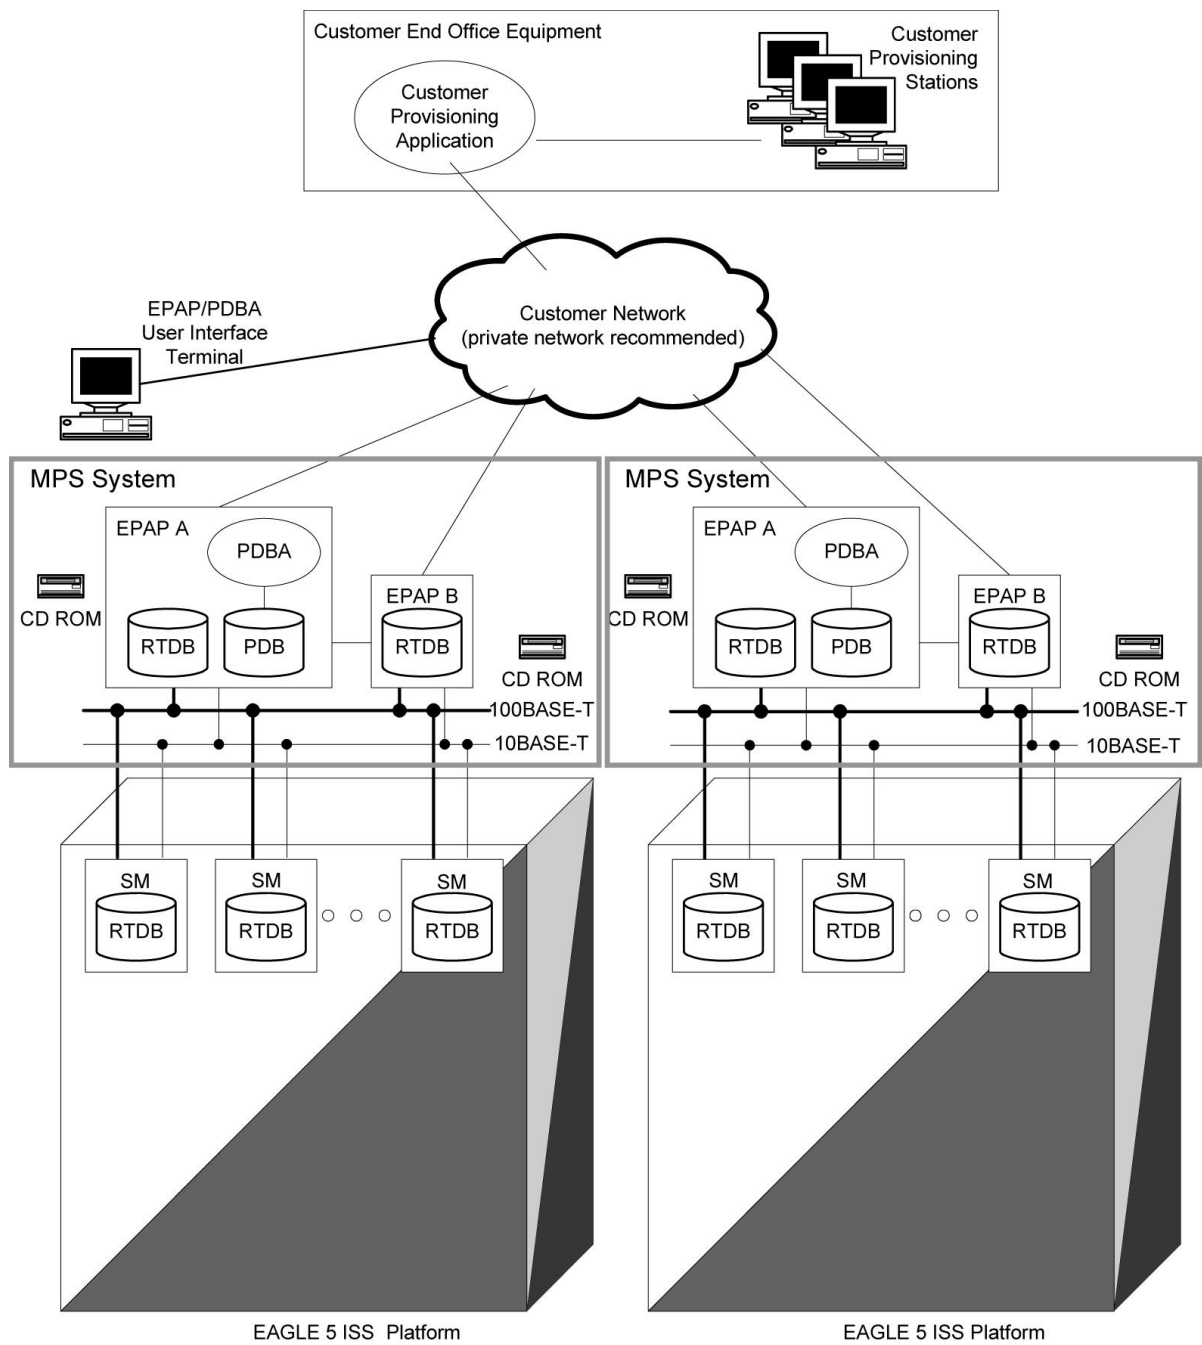 Customer End Office Equipment
Customer
Provisioning
Stations
Customer
Provisioning
Application
Customer Network
(private network recommended)
EPAP/PDBA
User Interface
Terminal
MPS System
EPAP A
PDBA
EPAP B
CD ROM
RTDB
PDB
RTDB
CD ROM
100BASE-T
10BASE-T
SM
RTDB
SM
RTDB
SM
RTDB
EAGLE 5 ISS Platform
MPS System
EPAP A
PDBA
EPAP B
CD ROM
RTDB
PDB
RTDB
CD ROM
100BASE-T
10BASE-T
SM
RTDB
SM
RTDB
SM
RTDB
EAGLE 5 ISS Platform